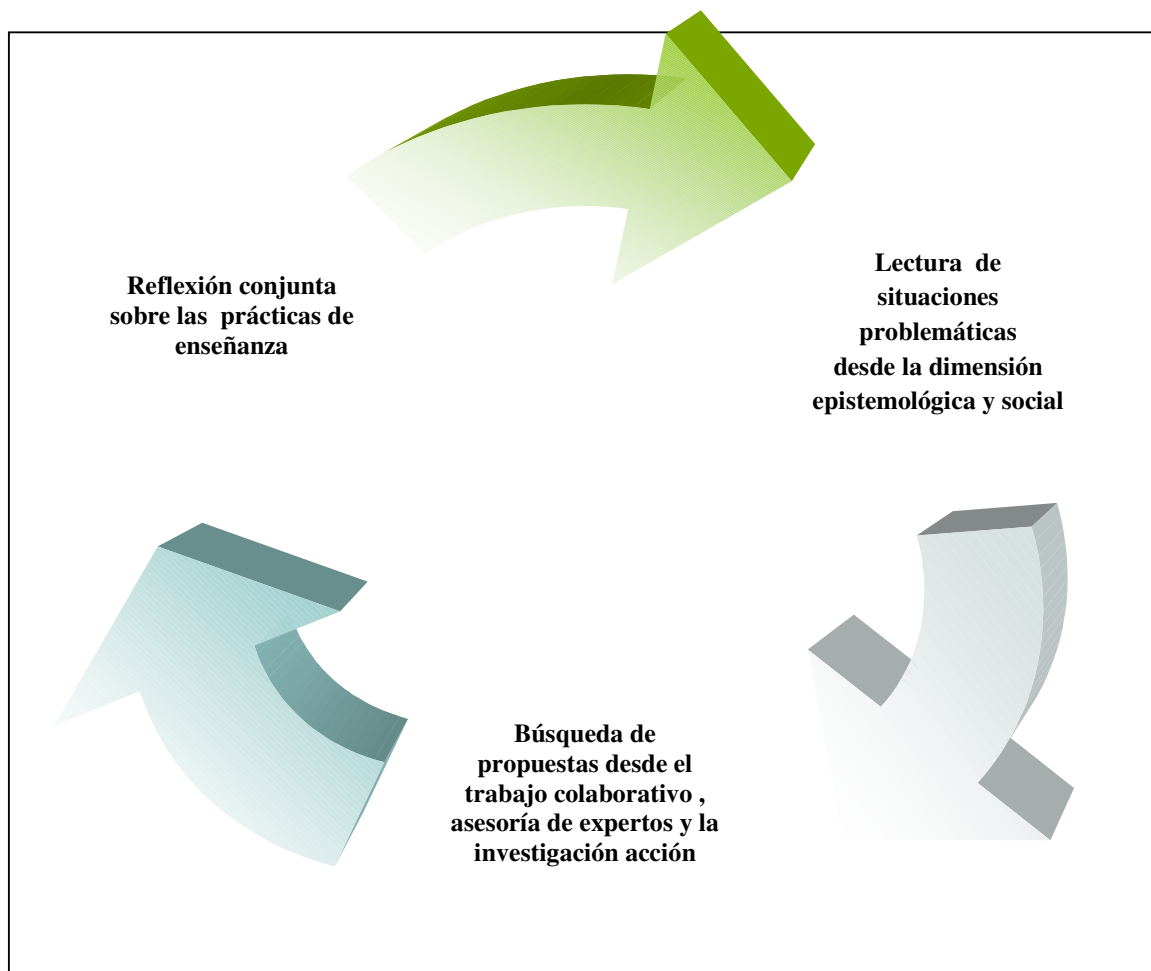 Reflexión conjunta
sobre las prácticas de
enseñanza
Lectura de
situaciones
problemáticas
desde la dimensión
epistemológica y social
Búsqueda de
propuestas desde el
trabajo colaborativo ,
asesoría de expertos y la
investigación acción